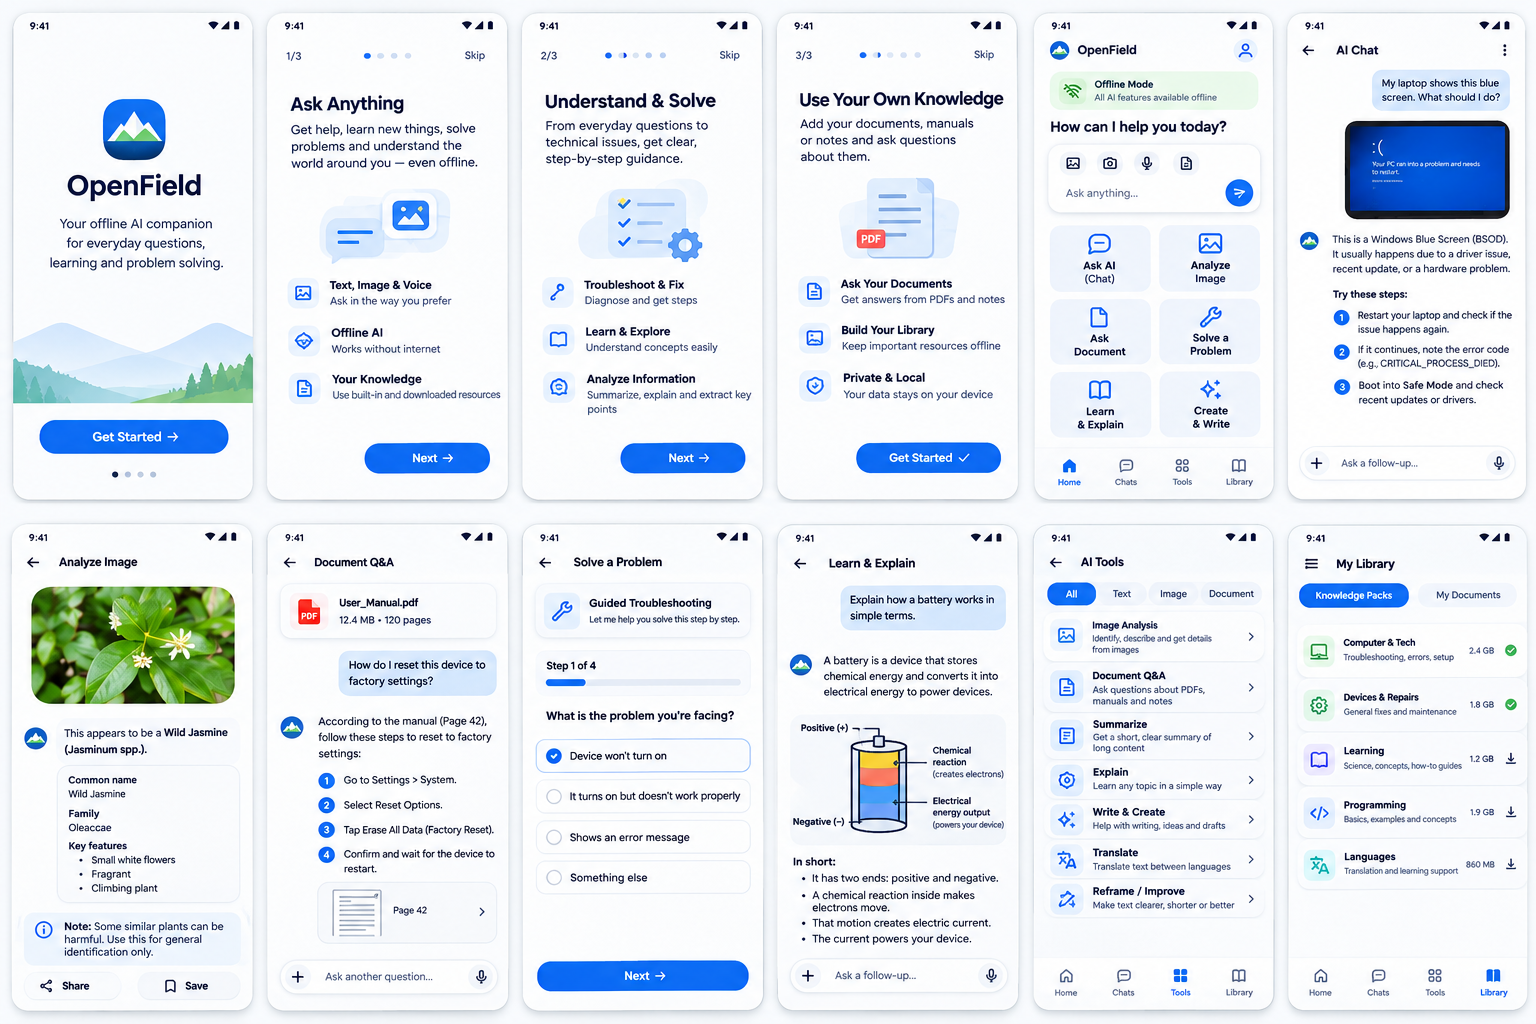 9:41
OpenField
Your offline AI companion
for everyday questions,
learning and problem solving.
Get Started →
9:41
1/3
Skip
Ask Anything
Get help, learn new things, solve
problems and understand the
world around you — even offline.
Text, Image & Voice
Ask in the way you prefer
Offline AI
Works without internet
Your Knowledge
Use built-in and downloaded resources
Next →
9:41
2/3
Skip
Understand & Solve
From everyday questions to
technical issues, get clear,
step-by-step guidance.
Troubleshoot & Fix
Diagnose and get steps
Learn & Explore
Understand concepts easily
Analyze Information
Summarize, explain and extract key
points
Next →
9:41
3/3
Skip
Use Your Own Knowledge
Add your documents, manuals
or notes and ask questions
about them.
PDF
Ask Your Documents
Get answers from PDFs and notes
Build Your Library
Keep important resources offline
Private & Local
Your data stays on your device
Get Started ✓
9:41
OpenField
Offline Mode
All AI features available offline
How can I help you today?
Ask anything...
Ask AI
(Chat)
Analyze
Image
Ask
Document
Solve a
Problem
Learn
& Explain
Create
& Write
Home
Chats
Tools
Library
9:41
AI Chat
My laptop shows this blue
screen. What should I do?
:(
Your PC ran into a problem and needs
to restart.
This is a Windows Blue Screen (BSOD).
It usually happens due to a driver issue,
recent update, or a hardware problem.
Try these steps:
1 Restart your laptop and check if the
issue happens again.
2 If it continues, note the error code
(e.g., CRITICAL_PROCESS_DIED).
3 Boot into Safe Mode and check
recent updates or drivers.
Ask a follow-up...
9:41
Analyze Image
This appears to be a Wild Jasmine
(Jasminum spp.).
Common name
Wild Jasmine
Family
Oleaccae
Key features
• Small white flowers
• Fragrant
• Climbing plant
Note: Some similar plants can be
harmful. Use this for general
identification only.
Share
Save
9:41
Document Q&A
PDF
User_Manual.pdf
12.4 MB • 120 pages
How do I reset this device to
factory settings?
According to the manual (Page 42),
follow these steps to reset to factory
settings:
1 Go to Settings > System.
2 Select Reset Options.
3 Tap Erase All Data (Factory Reset).
4 Confirm and wait for the device to
restart.
Page 42
Ask another question...
9:41
Solve a Problem
Guided Troubleshooting
Let me help you solve this step by step.
Step 1 of 4
What is the problem you're facing?
Device won't turn on
It turns on but doesn't work properly
Shows an error message
Something else
Next →
9:41
Learn & Explain
Explain how a battery works in
simple terms.
A battery is a device that stores
chemical energy and converts it into
electrical energy to power devices.
Positive (+)
Chemical
reaction
(creates electrons)
Electrical
energy output
(powers your device)
Negative (–)
In short:
• It has two ends: positive and negative.
• A chemical reaction inside makes
electrons move.
• That motion creates electric current.
• The current powers your device.
Ask a follow-up...
9:41
AI Tools
All
Text
Image
Document
Image Analysis
Identify, describe and get details
from images
Document Q&A
Ask questions about PDFs,
manuals and notes
Summarize
Get a short, clear summary of
long content
Explain
Learn any topic in a simple way
Write & Create
Help with writing, ideas and drafts
Translate
Translate text between languages
Reframe / Improve
Make text clearer, shorter or better
Home
Chats
Tools
Library
9:41
My Library
Knowledge Packs
My Documents
Computer & Tech
Troubleshooting, errors, setup
2.4 GB
Devices & Repairs
General fixes and maintenance
1.8 GB
Learning
Science, concepts, how-to guides
1.2 GB
Programming
Basics, examples and concepts
1.9 GB
Languages
Translation and learning support
860 MB
Home
Chats
Tools
Library